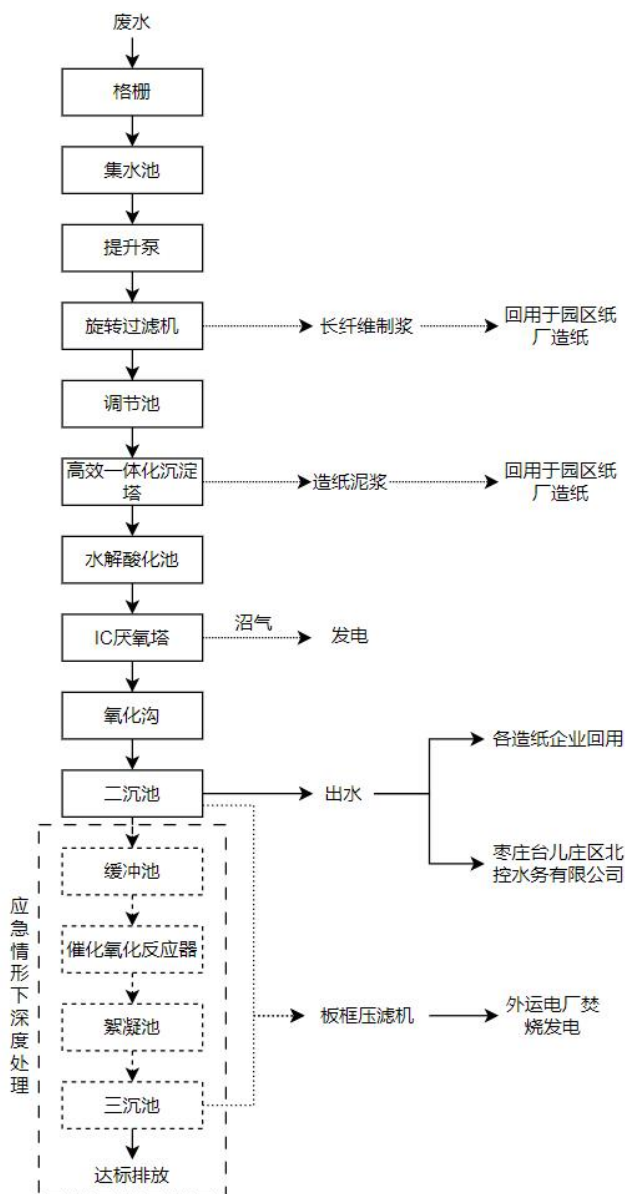 废水
格栅
集水池
提升泵
旋转过滤机
长纤维制浆
回用于园区纸
厂造纸
调节池
高效一体化沉淀
塔
造纸泥浆
回用于园区纸
厂造纸
水解酸化池
IC厌氧塔
沼气
发电
氧化沟
二沉池
出水
各造纸企业回用
枣庄台儿庄区北
控水务有限公司
应急情形下深度处理
缓冲池
催化氧化反应器
絮凝池
三沉池
板框压滤机
外运电厂焚
烧发电
达标排放